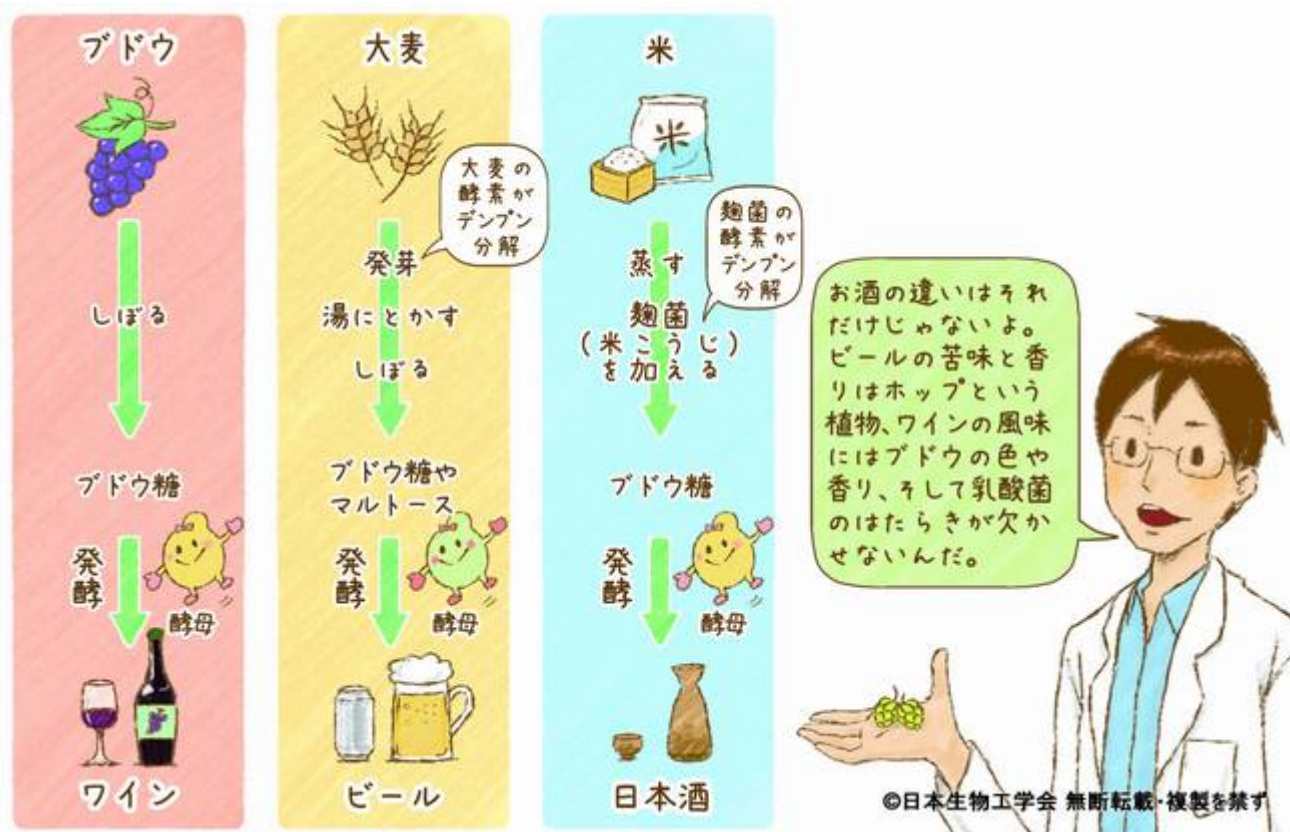 ブドウ
しぼる
ブドウ糖
発酵
酵母
ワイン
大麦
大麦の
酵素が
デンプン
分解
発芽
湯にとかす
しぼる
ブドウ糖や
マルトース
発酵
酵母
ビール
米
米
麹菌の
酵素が
デンプン
分解
蒸す
麹菌
(米こうじ)
を加える
ブドウ糖
発酵
酵母
日本酒
お酒の違いはそれ
だけじゃないよ。
ビールの苦味と香
りはホップという
植物、ワインの風味
にはブドウの色や
香り、そして乳酸菌
のはたらきが欠か
せないんだ。
©日本生物工学会 無断転載・複製を禁ず